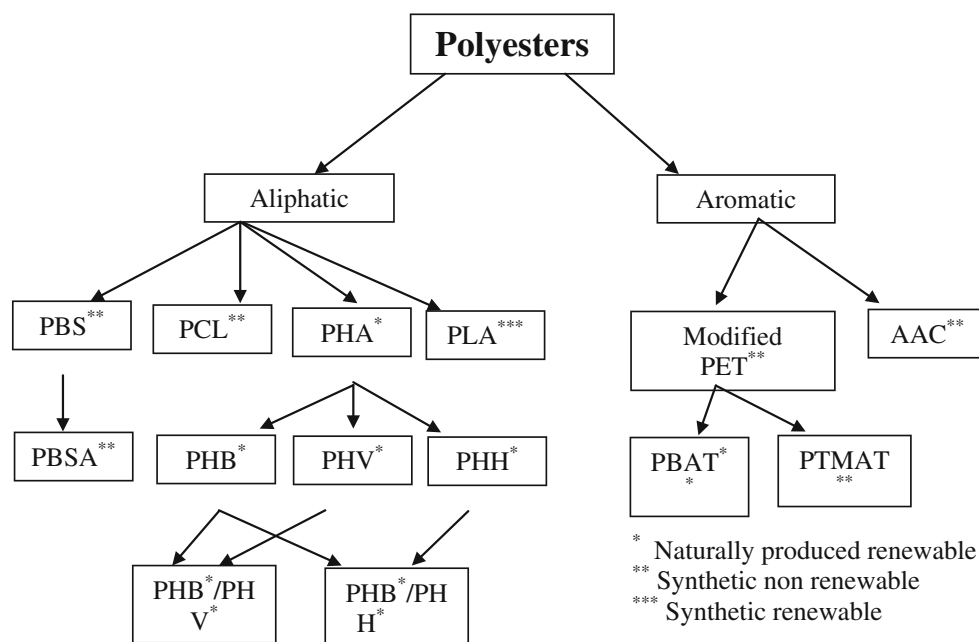 Polyesters
Aliphatic
Aromatic
PBS**
PCL**
PHA*
PLA***
Modified
PET**
AAC**
PBSA**
PHB*
PHV*
PHH*
PBAT*
*
PTMAT
**
PHB*/PH
V*
PHB*/PH
H*
* Naturally produced renewable
** Synthetic non renewable
*** Synthetic renewable